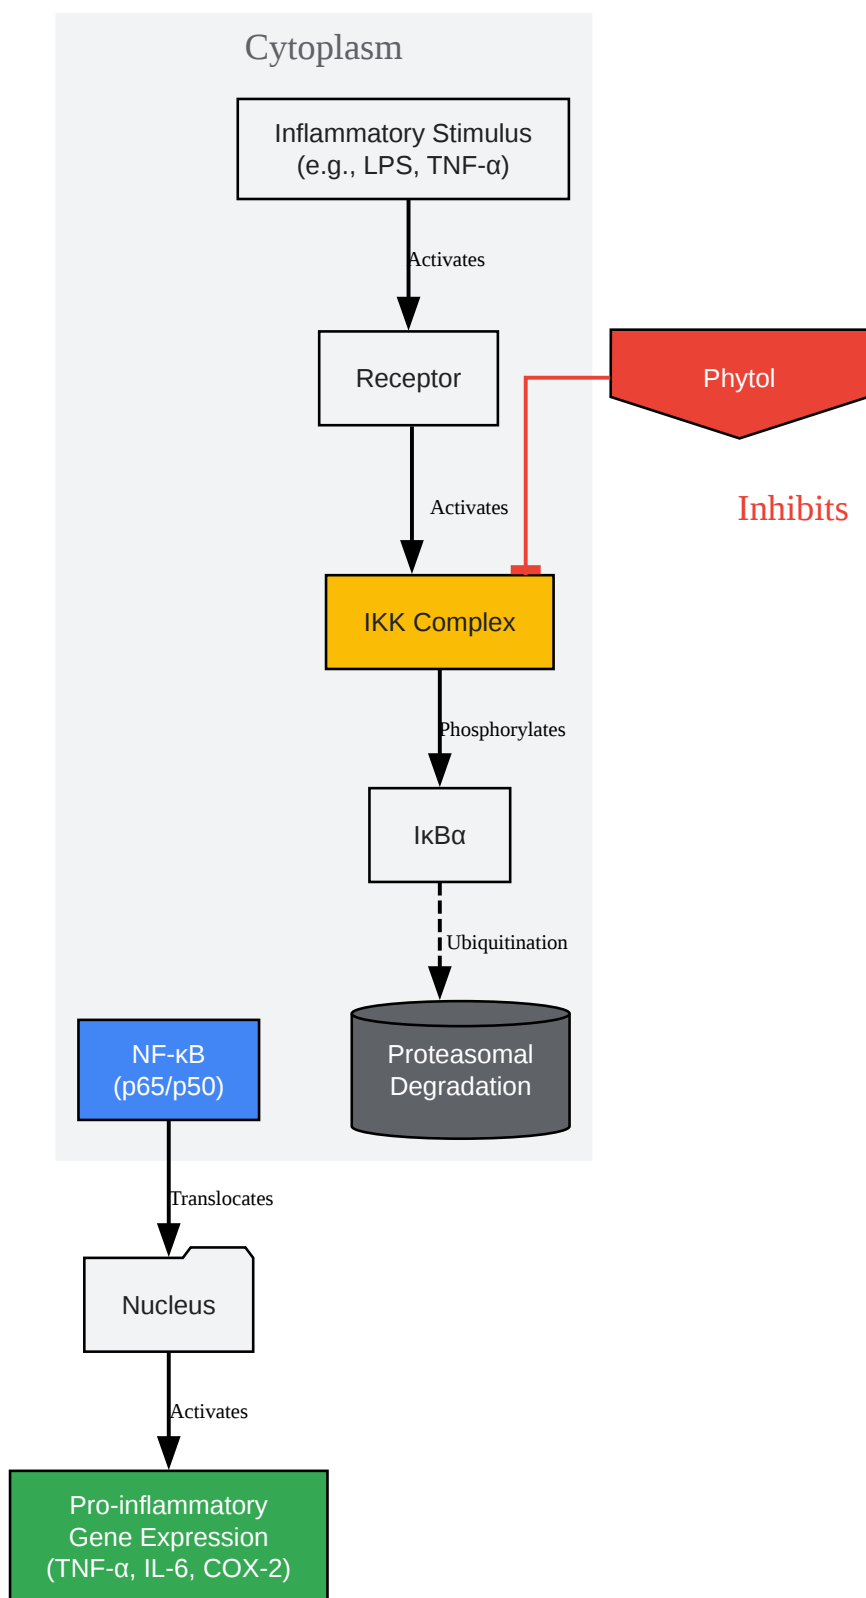 Cytoplasm
Inflammatory Stimulus
(e.g., LPS, TNF-α)
Activates
Receptor
Phytol
Activates
Inhibits
IKK Complex
Phosphorylates
IκBα
Ubiquitination
NF-κB
(p65/p50)
Proteasomal
Degradation
Translocates
Nucleus
Activates
Pro-inflammatory
Gene Expression
(TNF-α, IL-6, COX-2)